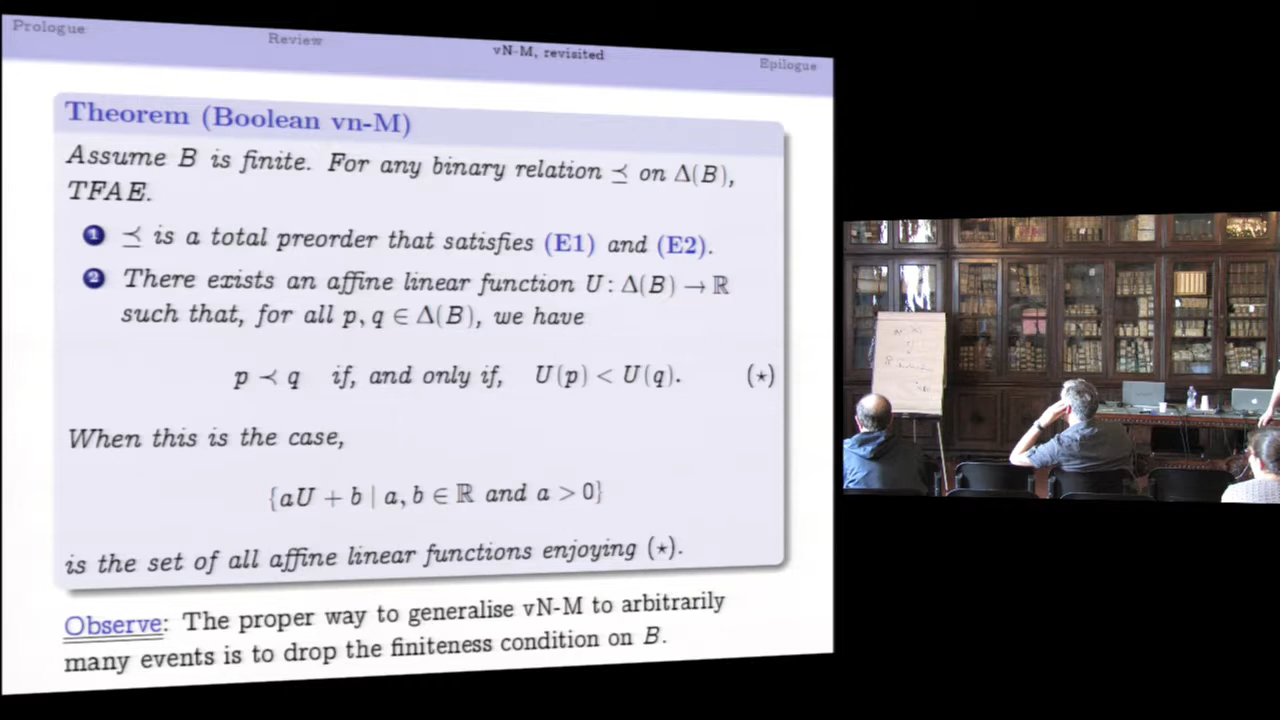 Prologue
Review
vN-M, revisited
Epilogue
Theorem (Boolean vn-M)
Assume B is finite. For any binary relation ⪯ on Δ(B),
TFAE.
1 ⪯ is a total preorder that satisfies (E1) and (E2).
2 There exists an affine linear function U : Δ(B) → ℝ
such that, for all p, q ∈ Δ(B), we have
p ≺ q if, and only if, U(p) < U(q). (⋆)
When this is the case,
{aU + b | a, b ∈ ℝ and a > 0}
is the set of all affine linear functions enjoying (⋆).
Observe: The proper way to generalise vN-M to arbitrarily
many events is to drop the finiteness condition on B.